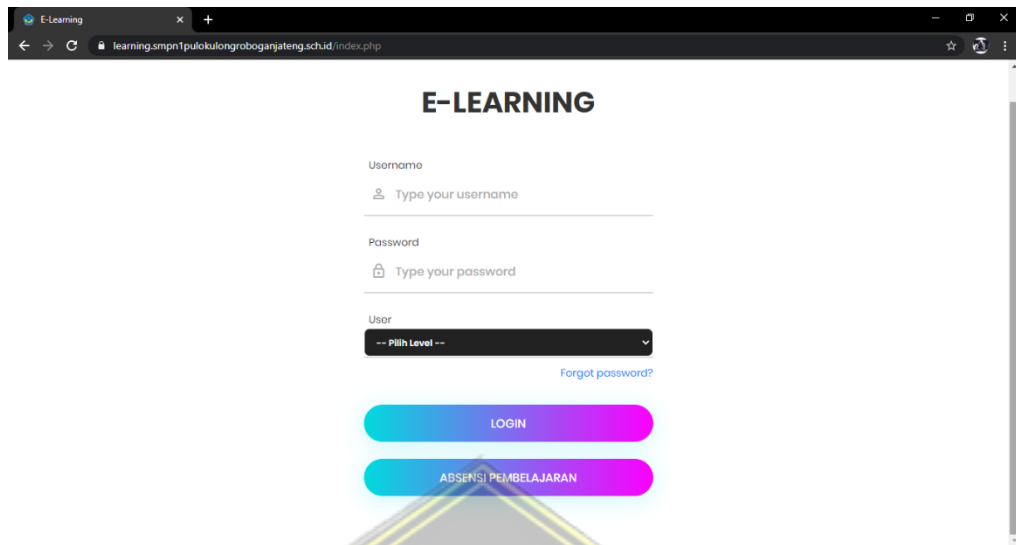 E-Learning
learning.smpn1pulokulongroboganjateng.sch.id/index.php
E-LEARNING
Username
Type your username
Password
Type your password
User
-- Pilih Level --
Forgot password?
LOGIN
ABSENSI PEMBELAJARAN